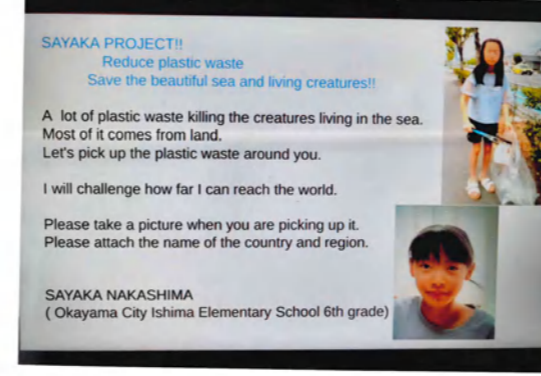 SAYAKA PROJECT!!
Reduce plastic waste
Save the beautiful sea and living creatures!!
A lot of plastic waste killing the creatures living in the sea.
Most of it comes from land.
Let's pick up the plastic waste around you.
I will challenge how far I can reach the world.
Please take a picture when you are picking up it.
Please attach the name of the country and region.
SAYAKA NAKASHIMA
( Okayama City Ishima Elementary School 6th grade)